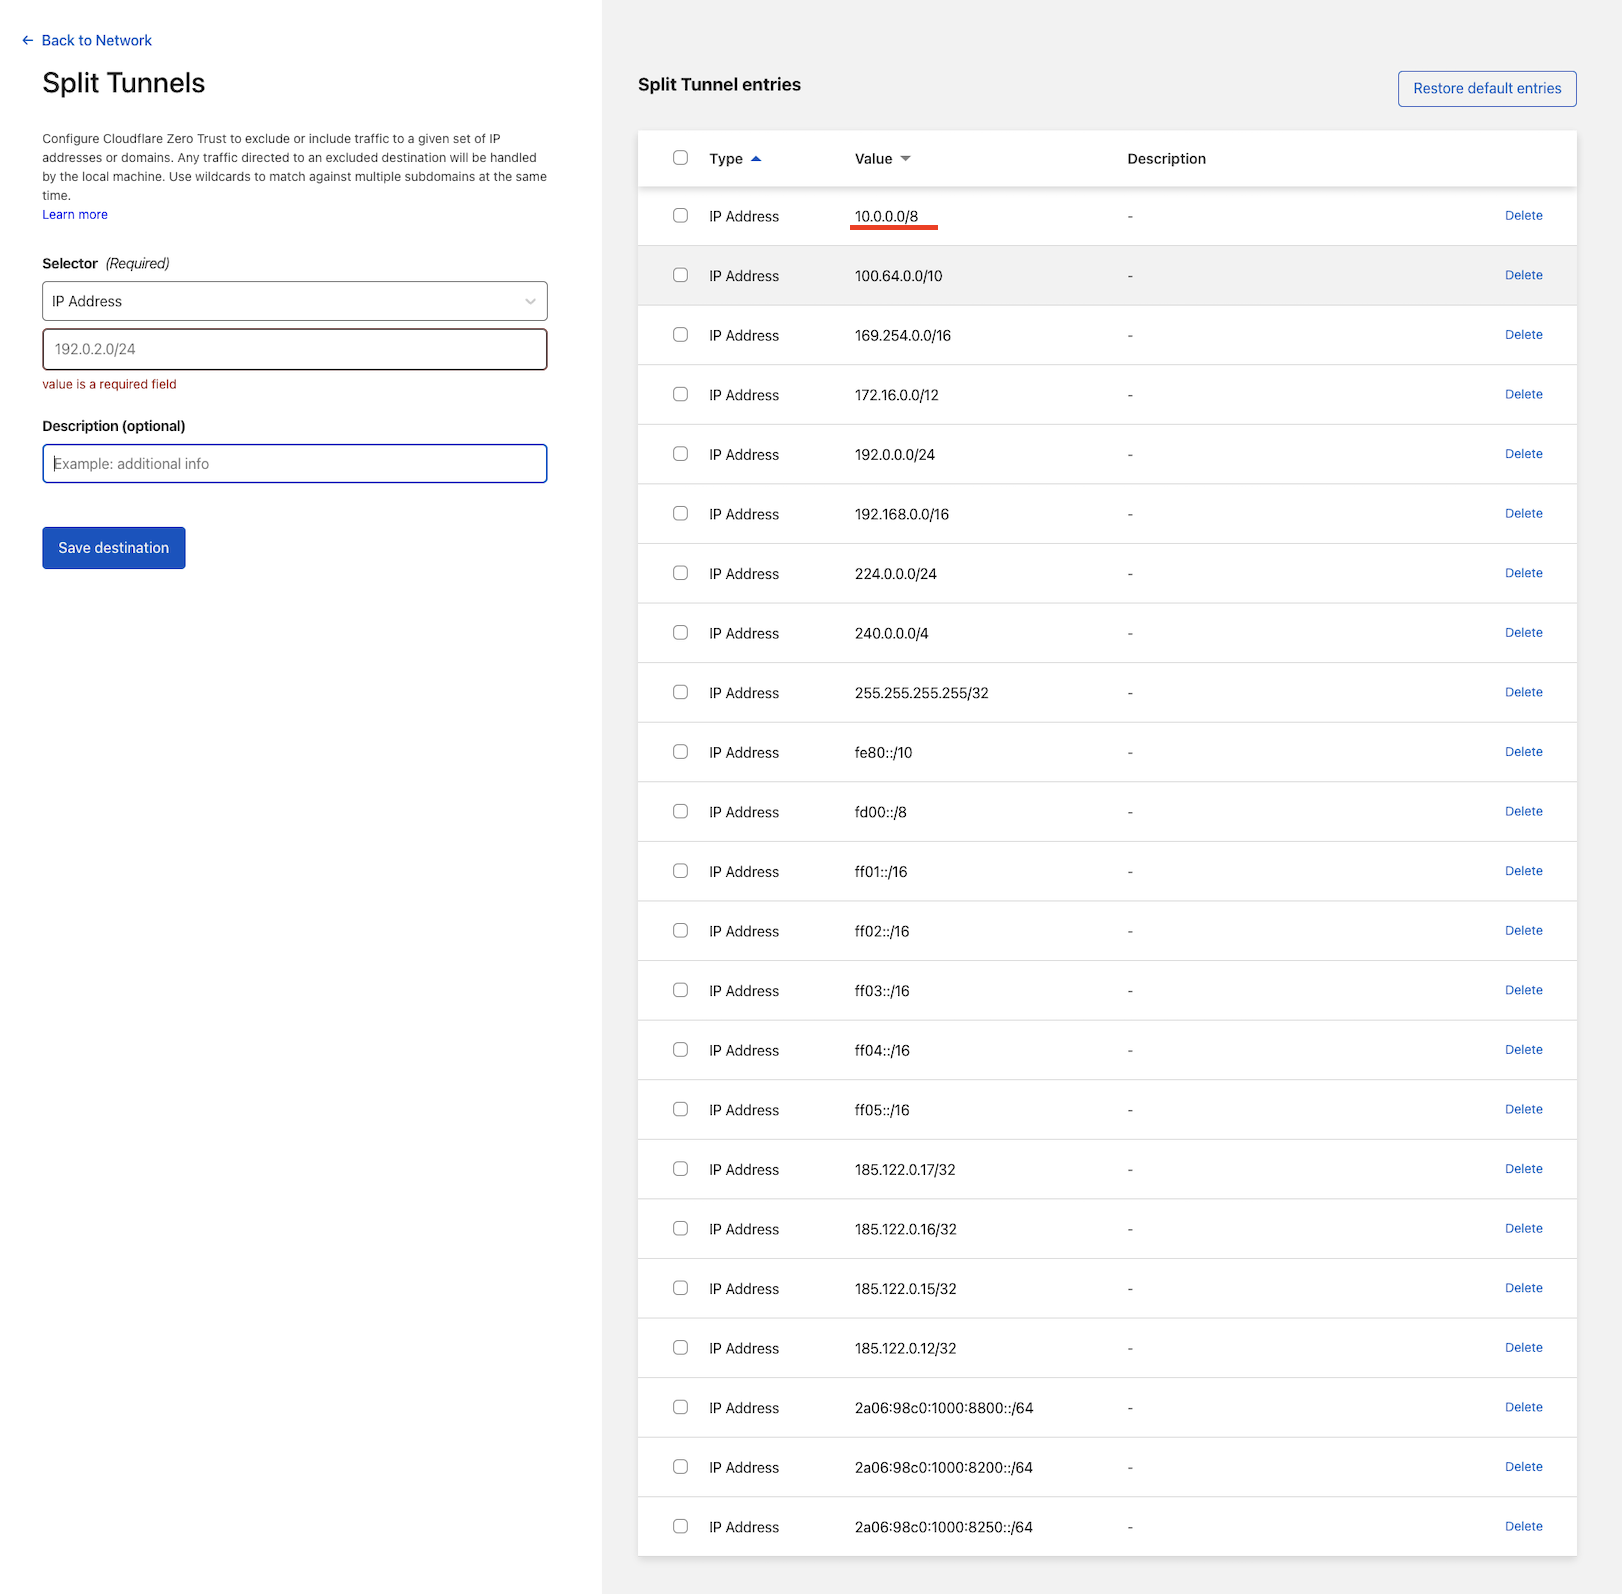 ← Back to Network
Split Tunnels
Configure Cloudflare Zero Trust to exclude or include traffic to a given set of IP
addresses or domains. Any traffic directed to an excluded destination will be handled
by the local machine. Use wildcards to match against multiple subdomains at the same
time.
Learn more
Selector (Required)
IP Address
192.0.2.0/24
value is a required field
Description (optional)
Example: additional info
Save destination
Split Tunnel entries
Restore default entries
Type Value Description
IP Address 10.0.0.0/8 - Delete
IP Address 100.64.0.0/10 - Delete
IP Address 169.254.0.0/16 - Delete
IP Address 172.16.0.0/12 - Delete
IP Address 192.0.0.0/24 - Delete
IP Address 192.168.0.0/16 - Delete
IP Address 224.0.0.0/24 - Delete
IP Address 240.0.0.0/4 - Delete
IP Address 255.255.255.255/32 - Delete
IP Address fe80::/10 - Delete
IP Address fd00::/8 - Delete
IP Address ff01::/16 - Delete
IP Address ff02::/16 - Delete
IP Address ff03::/16 - Delete
IP Address ff04::/16 - Delete
IP Address ff05::/16 - Delete
IP Address 185.122.0.17/32 - Delete
IP Address 185.122.0.16/32 - Delete
IP Address 185.122.0.15/32 - Delete
IP Address 185.122.0.12/32 - Delete
IP Address 2a06:98c0:1000:8800::/64 - Delete
IP Address 2a06:98c0:1000:8200::/64 - Delete
IP Address 2a06:98c0:1000:8250::/64 - Delete